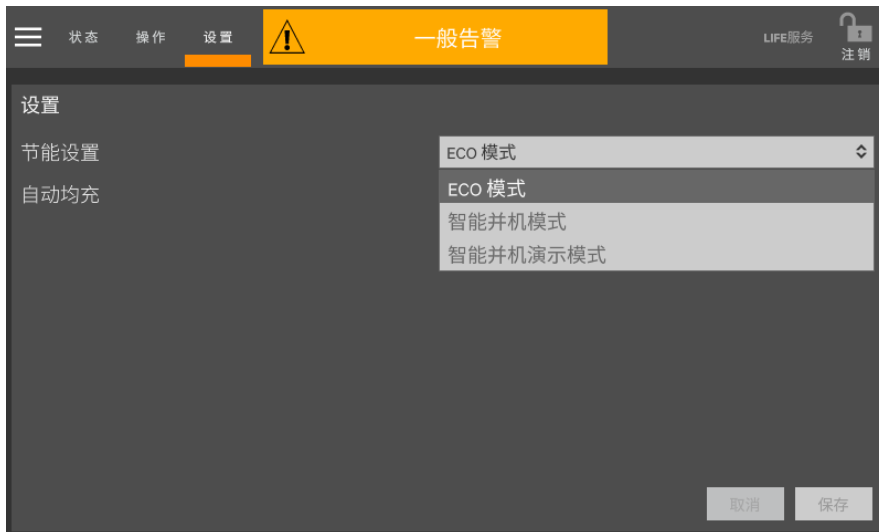 状态 操作 设置 一般告警 LIFE服务
注销
设置
节能设置 ECO 模式
自动均充 ECO 模式
智能并机模式
智能并机演示模式
取消 保存